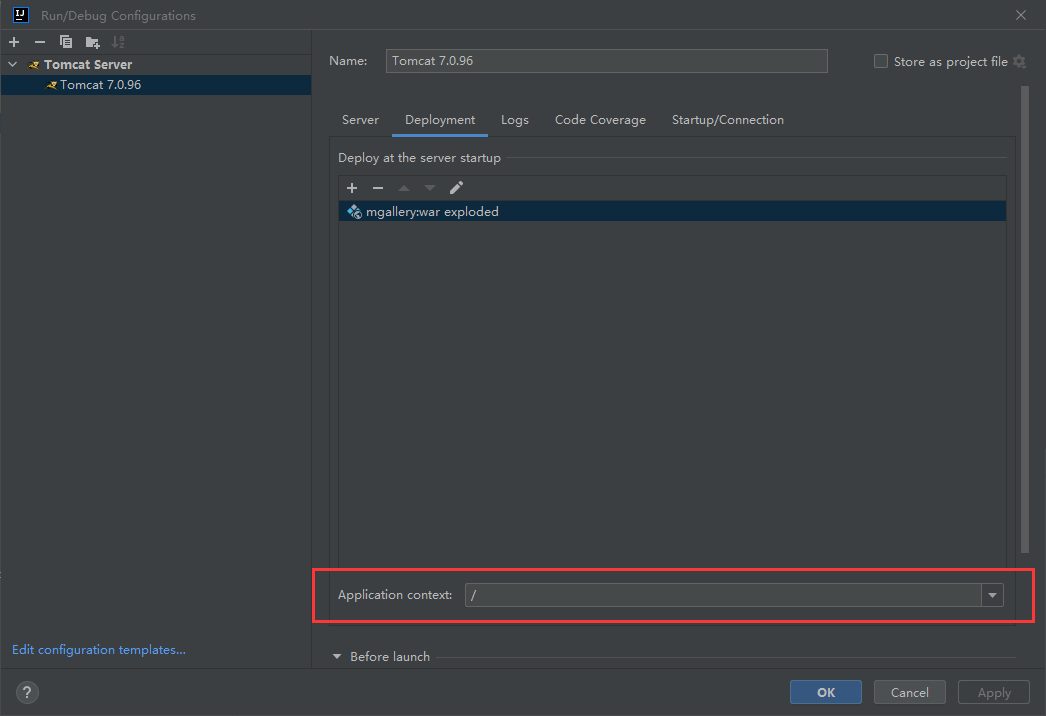 Run/Debug Configurations
Tomcat Server
Tomcat 7.0.96
Name: Tomcat 7.0.96 Store as project file
Server Deployment Logs Code Coverage Startup/Connection
Deploy at the server startup
mgallery:war exploded
Application context: /
Edit configuration templates...
Before launch
? OK Cancel Apply